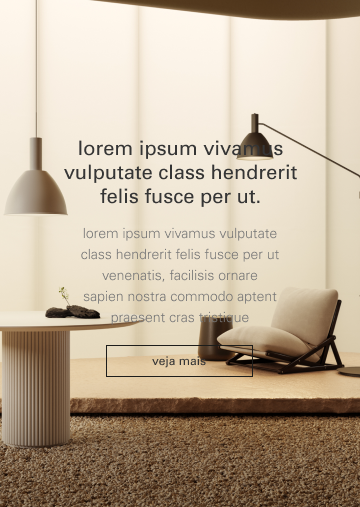 lorem ipsum vivamus
vulputate class hendrerit
felis fusce per ut.
lorem ipsum vivamus vulputate
class hendrerit felis fusce per ut
venenatis, facilisis ornare
sapien nostra commodo aptent
praesent cras tristique
veja mais